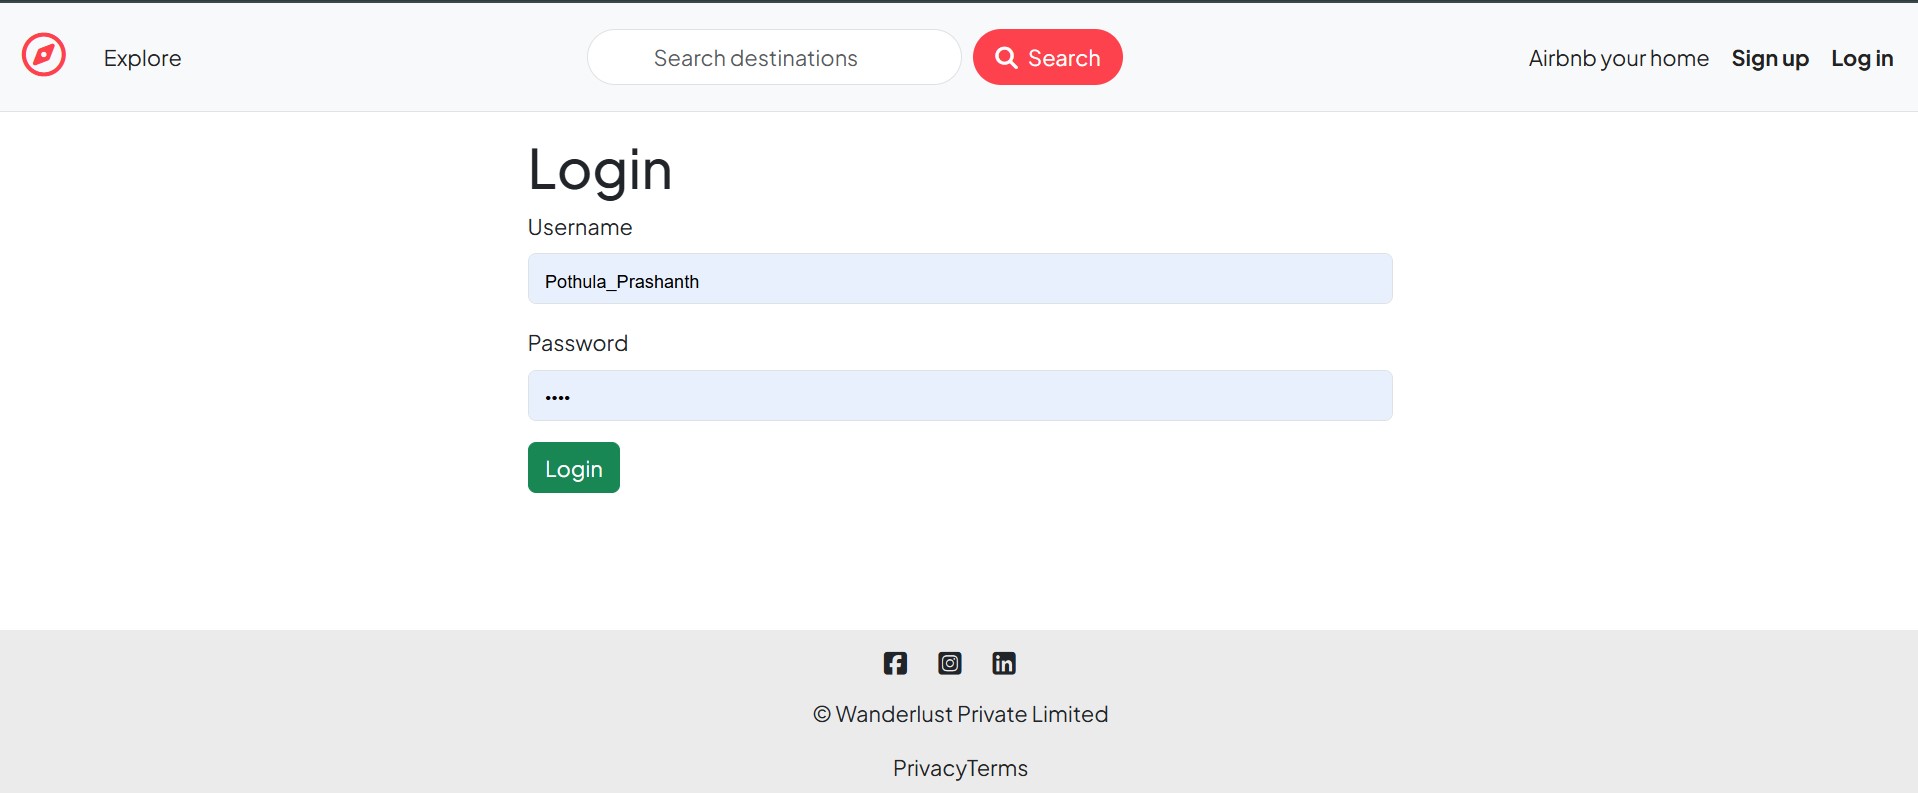 Explore
Search destinations
Search
Airbnb your home
Sign up
Log in
Login
Username
Pothula_Prashanth
Password
••••
Login
© Wanderlust Private Limited
PrivacyTerms